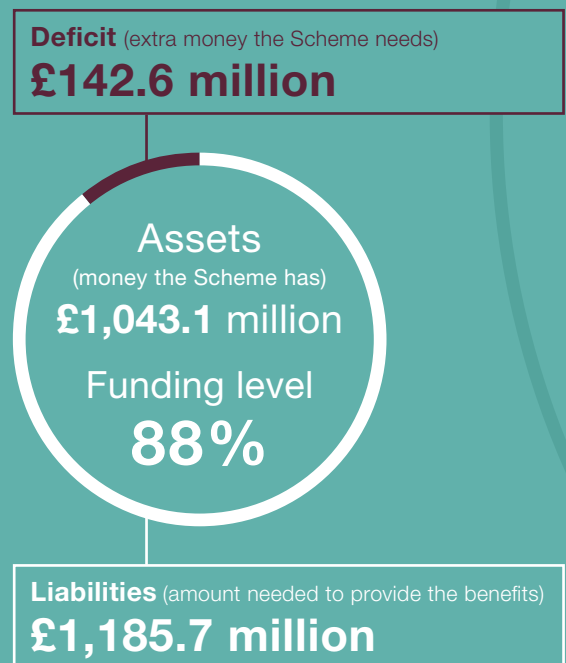 Deficit (extra money the Scheme needs)
£142.6 million
Assets
(money the Scheme has)
£1,043.1 million
Funding level
88%
Liabilities (amount needed to provide the benefits)
£1,185.7 million